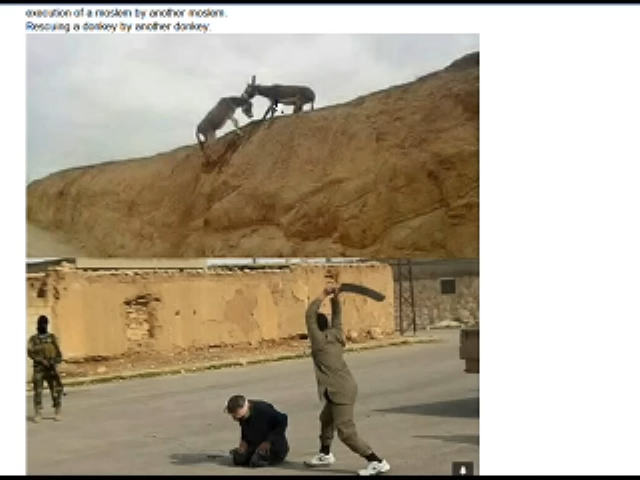 execution of a moslem by another moslem.
Rescuing a donkey by another donkey.